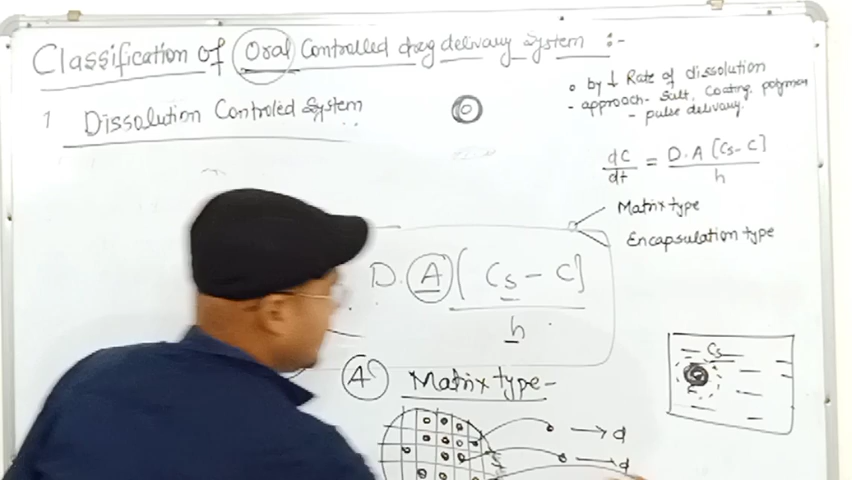 Classification of Oral Controlled drug delivary System :-
1 Dissolution Controled System
o by ↓ Rate of dissolution
- approach - Salt, Coating, polymer
- pulse delivary.
dC/dt = D.A [Cs - C]/h
Matrix type
Encapsulation type
D. A [Cs - C]
h
Cs
A Matrix type -
→ d
→ d